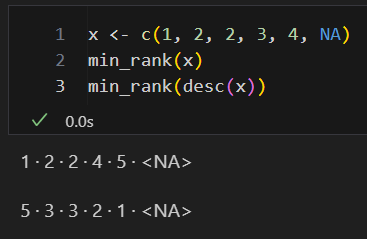 1 x <- c(1, 2, 2, 3, 4, NA)
2 min_rank(x)
3 min_rank(desc(x))
✓ 0.0s
1·2·2·4·5·<NA>
5·3·3·2·1·<NA>